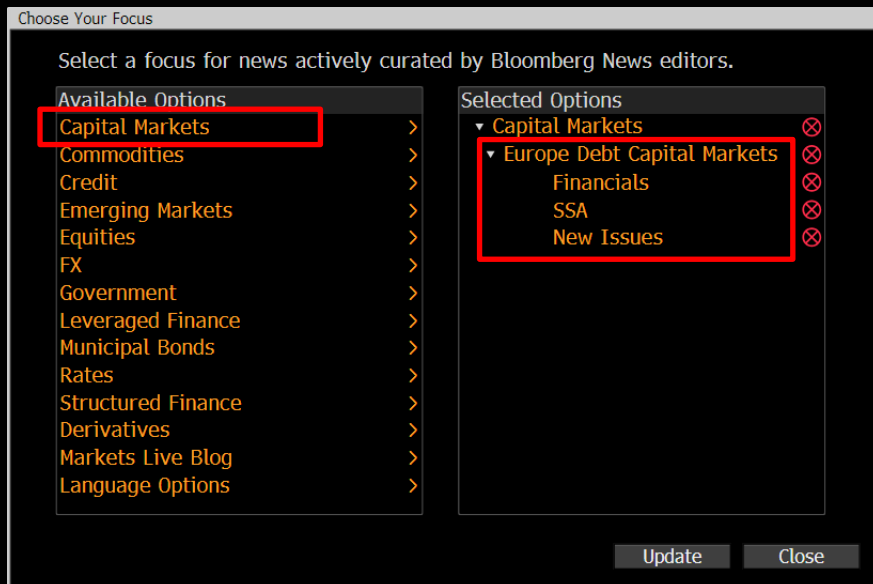 Choose Your Focus
Select a focus for news actively curated by Bloomberg News editors.
Available Options
Capital Markets
Commodities
Credit
Emerging Markets
Equities
FX
Government
Leveraged Finance
Municipal Bonds
Rates
Structured Finance
Derivatives
Markets Live Blog
Language Options
Selected Options
Capital Markets
Europe Debt Capital Markets
Financials
SSA
New Issues
Update
Close